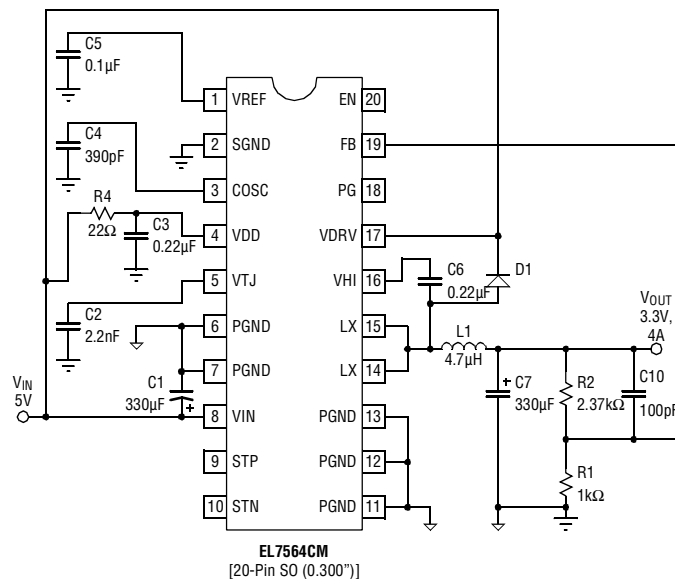 C5
0.1µF
C4
390pF
R4
22Ω
C3
0.22µF
C2
2.2nF
C1
330µF
+
VIN
5V
1 VREF
2 SGND
3 COSC
4 VDD
5 VTJ
6 PGND
7 PGND
8 VIN
9 STP
10 STN
EN 20
FB 19
PG 18
VDRV 17
VHI 16
LX 15
LX 14
PGND 13
PGND 12
PGND 11
C6
0.22µF
D1
L1
4.7µH
VOUT
3.3V,
4A
+
C7
330µF
R2
2.37kΩ
C10
100pF
R1
1kΩ
EL7564CM
[20-Pin SO (0.300")]